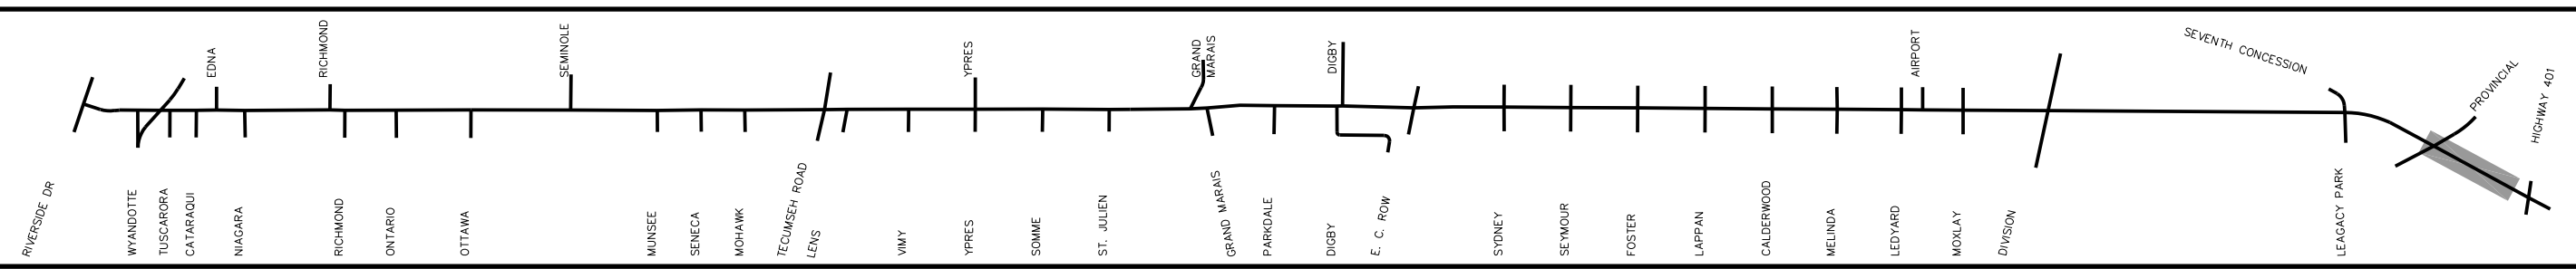 EDNA
RICHMOND
SEMINOLE
YPRES
GRAND
MARAIS
DIGBY
AIRPORT
SEVENTH CONCESSION
PROVINCIAL
HIGHWAY 401
RIVERSIDE DR
WYANDOTTE
TUSCARORA
CATARAQUI
NIAGARA
RICHMOND
ONTARIO
OTTAWA
MUNSEE
SENECA
MOHAWK
TECUMSEH ROAD
LENS
VIMY
YPRES
SOMME
ST. JULIEN
GRAND MARAIS
PARKDALE
DIGBY
E. C. ROW
SYDNEY
SEYMOUR
FOSTER
LAPPAN
CALDERWOOD
MELINDA
LEDYARD
MOXLAY
DIVISION
LEAGACY PARK